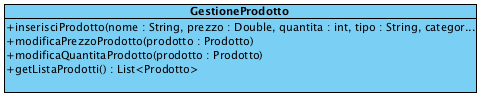 GestioneProdotto
+inserisciProdotto(nome : String, prezzo : Double, quantita : int, tipo : String, categor...
+modificaPrezzoProdotto(prodotto : Prodotto)
+modificaQuantitaProdotto(prodotto : Prodotto)
+getListaProdotti() : List<Prodotto>